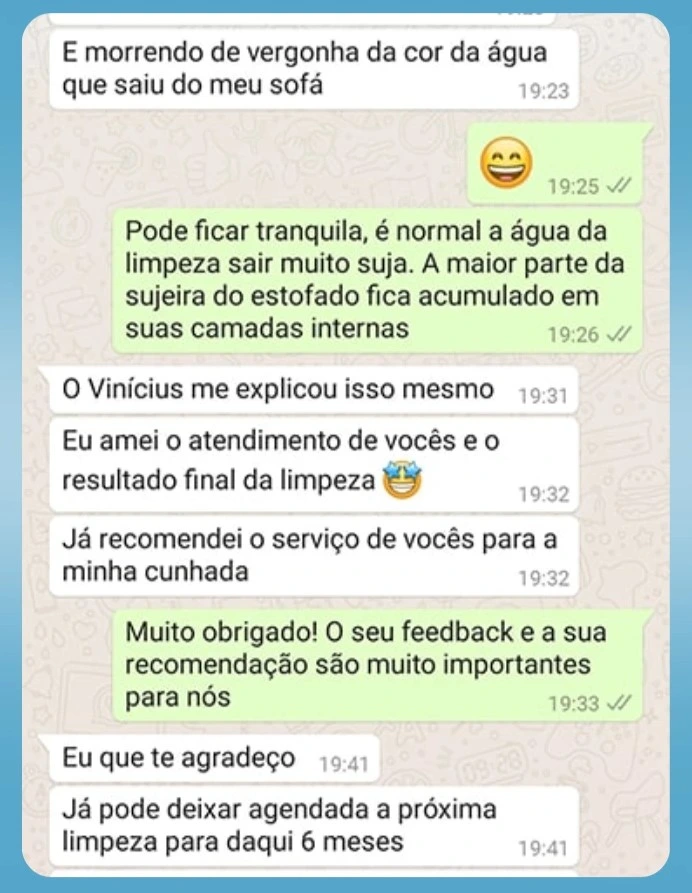 E morrendo de vergonha da cor da água
que saiu do meu sofá
19:23
😄
19:25
Pode ficar tranquila, é normal a água da
limpeza sair muito suja. A maior parte da
sujeira do estofado fica acumulado em
suas camadas internas
19:26
O Vinícius me explicou isso mesmo
19:31
Eu amei o atendimento de vocês e o
resultado final da limpeza 🤩
19:32
Já recomendei o serviço de vocês para a
minha cunhada
19:32
Muito obrigado! O seu feedback e a sua
recomendação são muito importantes
para nós
19:33
Eu que te agradeço
19:41
Já pode deixar agendada a próxima
limpeza para daqui 6 meses
19:41